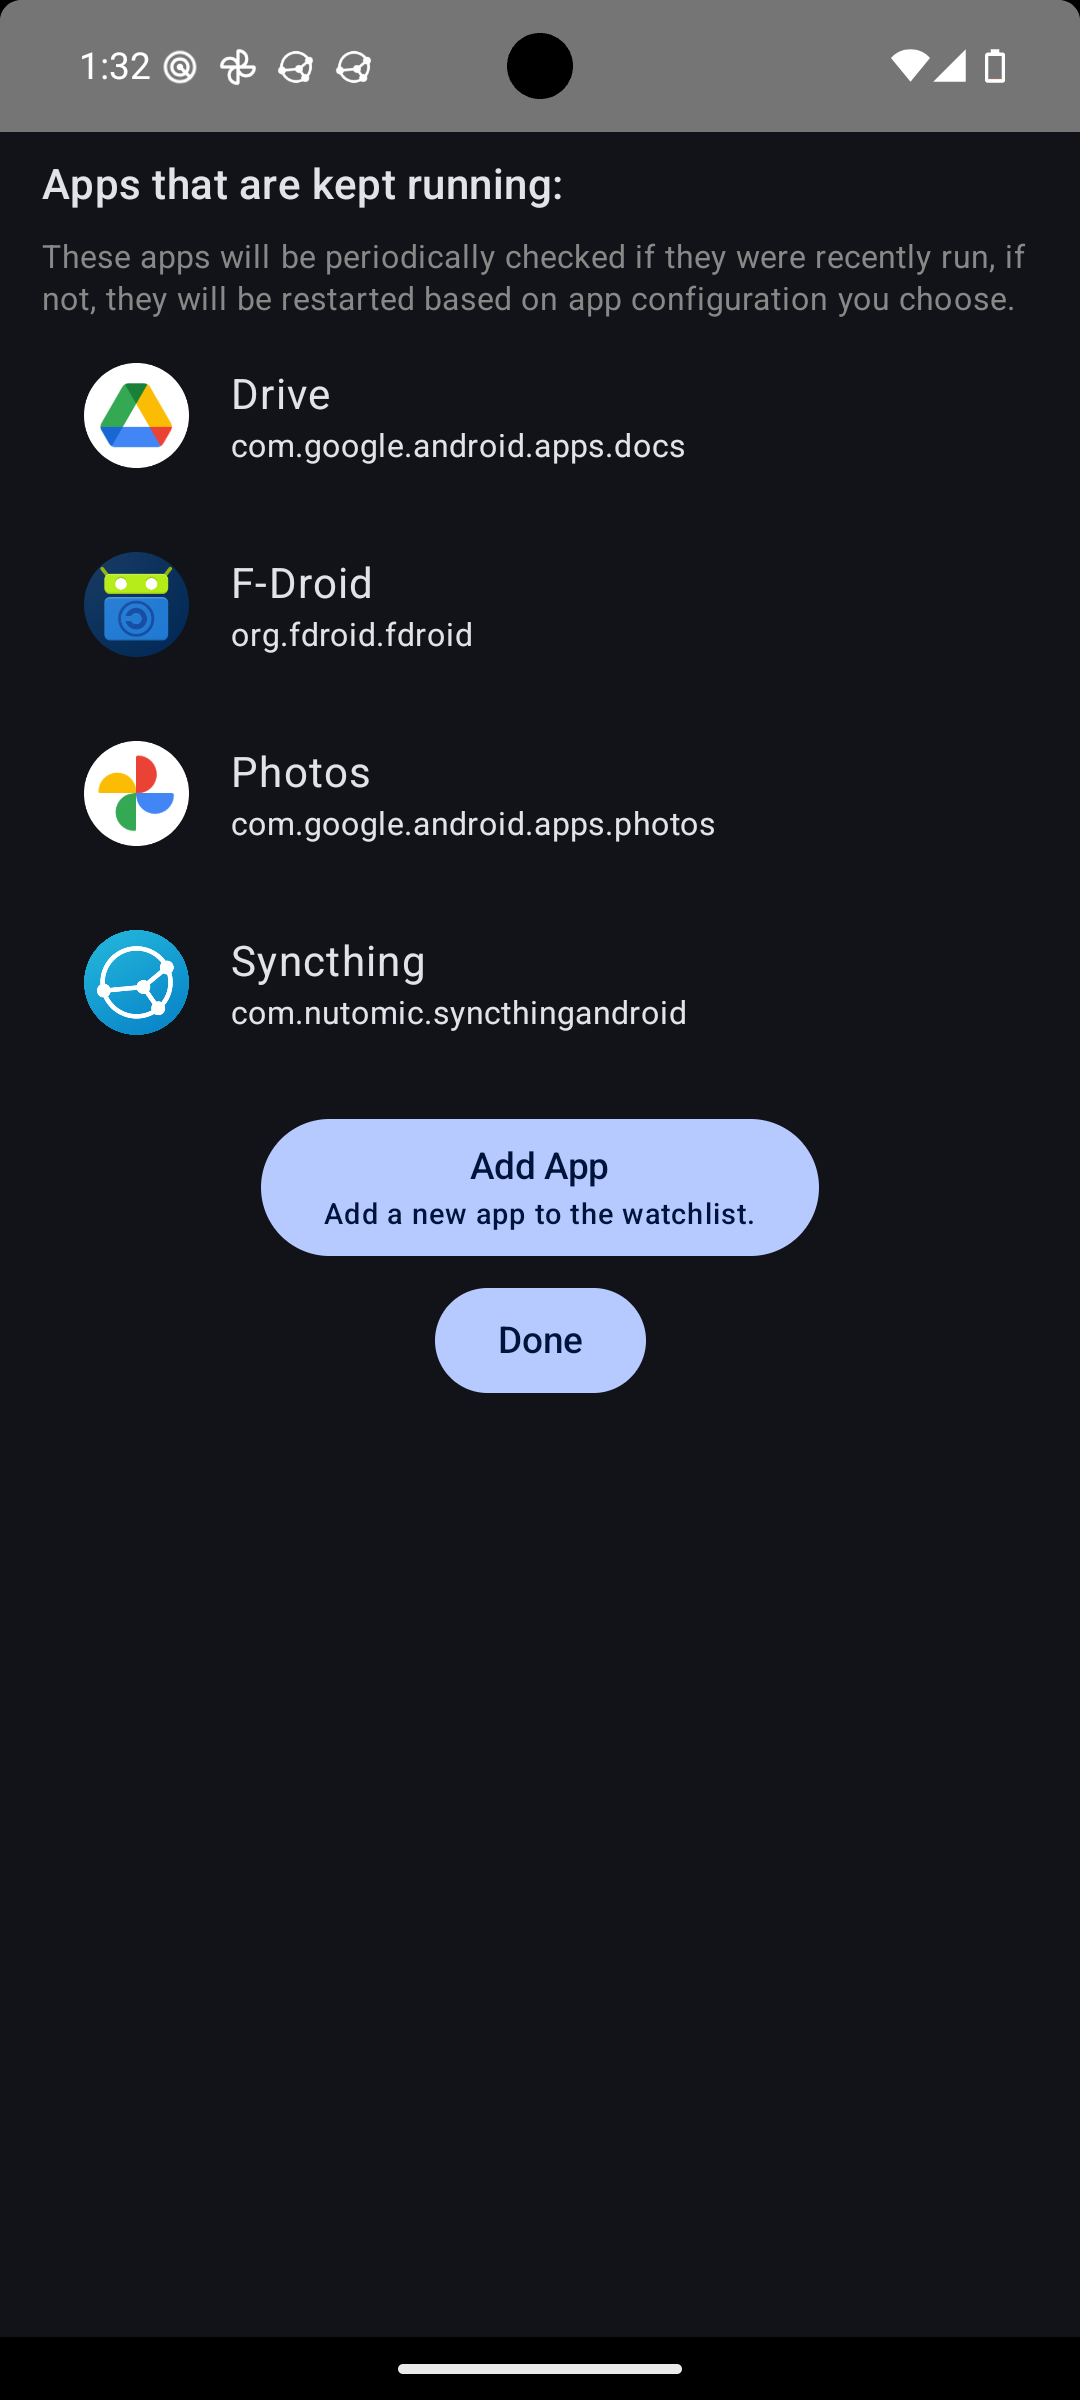 1:32
Apps that are kept running:
These apps will be periodically checked if they were recently run, if
not, they will be restarted based on app configuration you choose.
Drive
com.google.android.apps.docs
F-Droid
org.fdroid.fdroid
Photos
com.google.android.apps.photos
Syncthing
com.nutomic.syncthingandroid
Add App
Add a new app to the watchlist.
Done